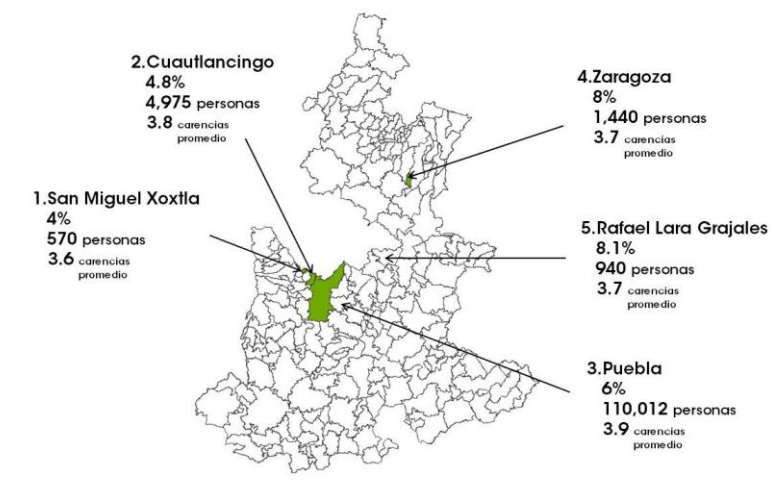 2.Cuautlancingo
4.8%
4,975 personas
3.8 carencias
promedio
1.San Miguel Xoxtla
4%
570 personas
3.6 carencias
promedio
4.Zaragoza
8%
1,440 personas
3.7 carencias
promedio
5.Rafael Lara Grajales
8.1%
940 personas
3.7 carencias
promedio
3.Puebla
6%
110,012 personas
3.9 carencias
promedio